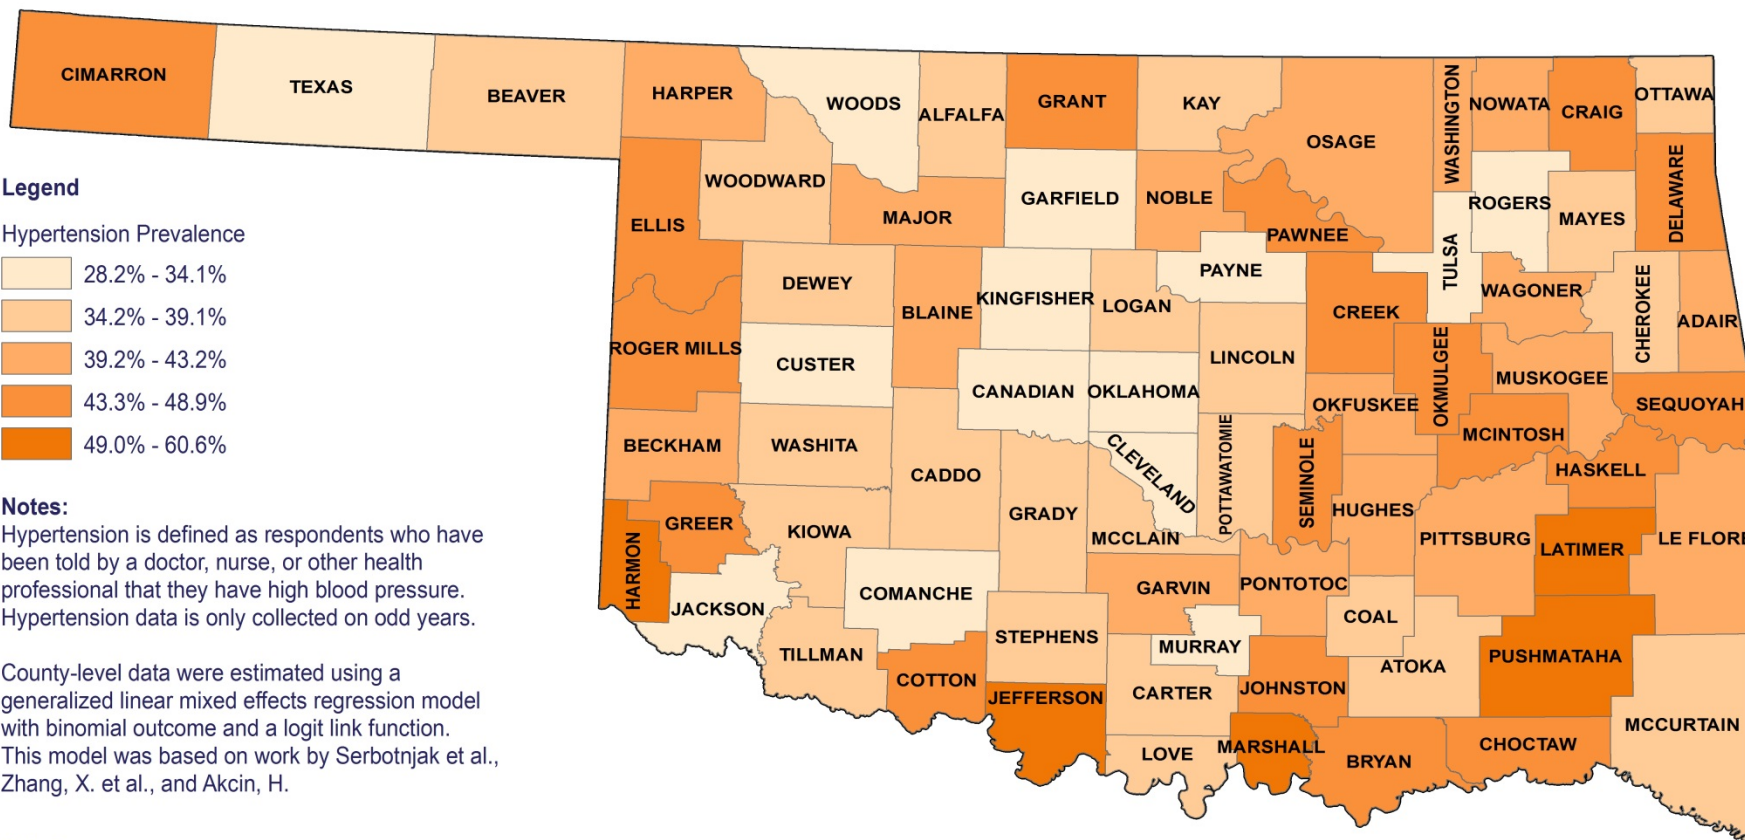 CIMARRON
TEXAS
BEAVER
HARPER
WOODS
ALFALFA
GRANT
KAY
OSAGE
WASHINGTON
NOWATA
CRAIG
OTTAWA
WOODWARD
ELLIS
MAJOR
GARFIELD
NOBLE
PAWNEE
ROGERS
MAYES
DELAWARE
TULSA
PAYNE
DEWEY
BLAINE
KINGFISHER
LOGAN
CREEK
WAGONER
CHEROKEE
ADAIR
ROGER MILLS
CUSTER
CANADIAN
OKLAHOMA
LINCOLN
OKMULGEE
MUSKOGEE
OKFUSKEE
SEQUOYAH
MCINTOSH
BECKHAM
WASHITA
CADDO
CLEVELAND
POTTAWATOMIE
SEMINOLE
HASKELL
GREER
KIOWA
GRADY
MCCLAIN
HUGHES
PITTSBURG
LATIMER
LE FLORE
HARMON
JACKSON
COMANCHE
GARVIN
PONTOTOC
COAL
STEPHENS
MURRAY
TILLMAN
COTTON
JEFFERSON
CARTER
JOHNSTON
ATOKA
PUSHMATAHA
LOVE
MARSHALL
BRYAN
CHOCTAW
MCCURTAIN
Legend
Hypertension Prevalence
28.2% - 34.1%
34.2% - 39.1%
39.2% - 43.2%
43.3% - 48.9%
49.0% - 60.6%
Notes:
Hypertension is defined as respondents who have
been told by a doctor, nurse, or other health
professional that they have high blood pressure.
Hypertension data is only collected on odd years.
County-level data were estimated using a
generalized linear mixed effects regression model
with binomial outcome and a logit link function.
This model was based on work by Serbotnjak et al.,
Zhang, X. et al., and Akcin, H.